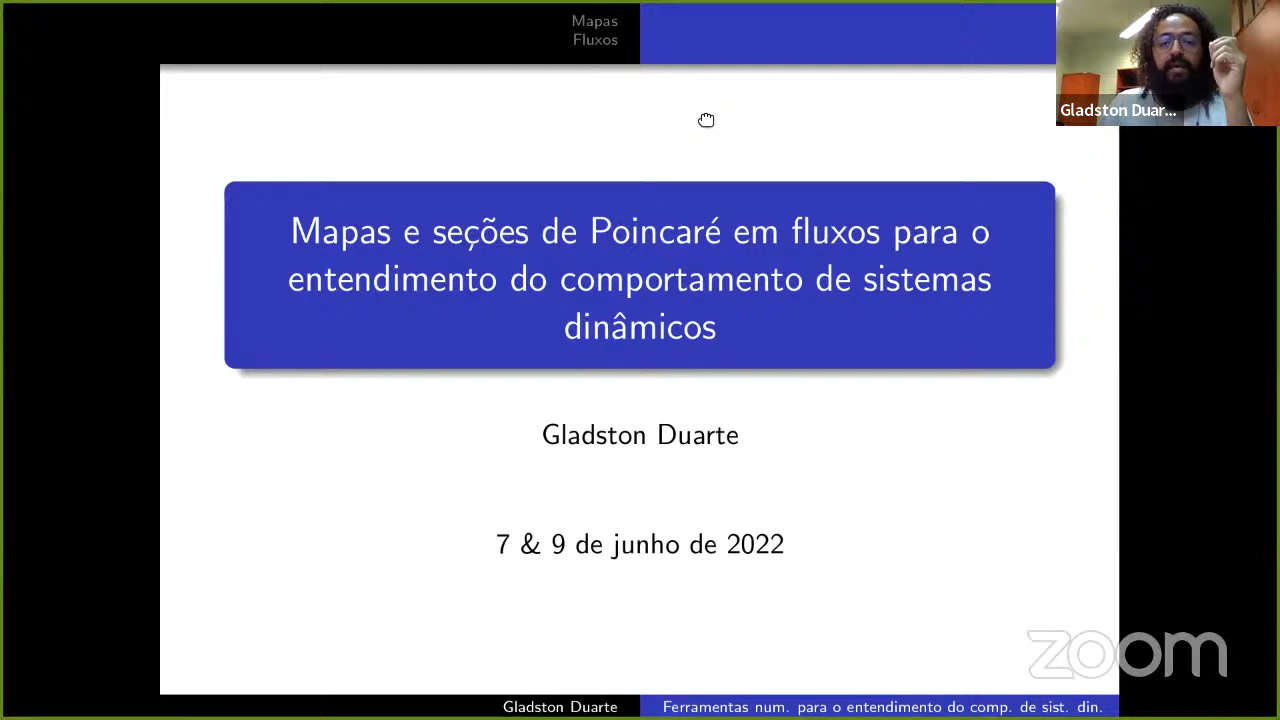 Mapas
Fluxos
Gladston Duar...
Mapas e seções de Poincaré em fluxos para o
entendimento do comportamento de sistemas
dinâmicos
Gladston Duarte
7 & 9 de junho de 2022
zoom
Gladston Duarte
Ferramentas num. para o entendimento do comp. de sist. din.